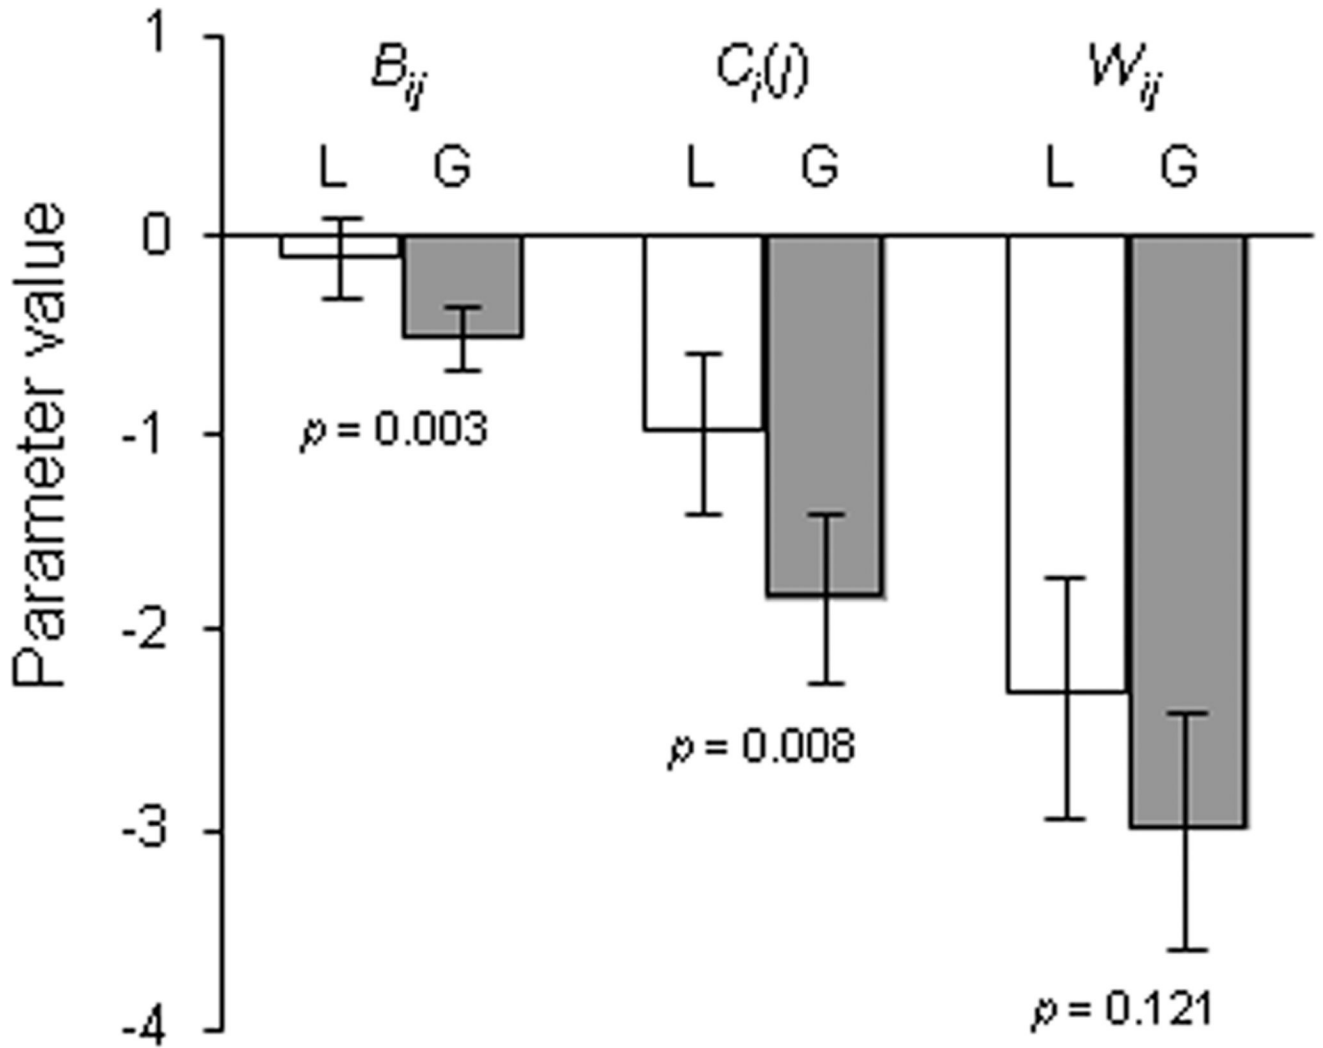 1
B_ij C_i(j) W_ij
L G L G L G
0
Parameter value
-1
p = 0.003
-2
p = 0.008
-3
p = 0.121
-4